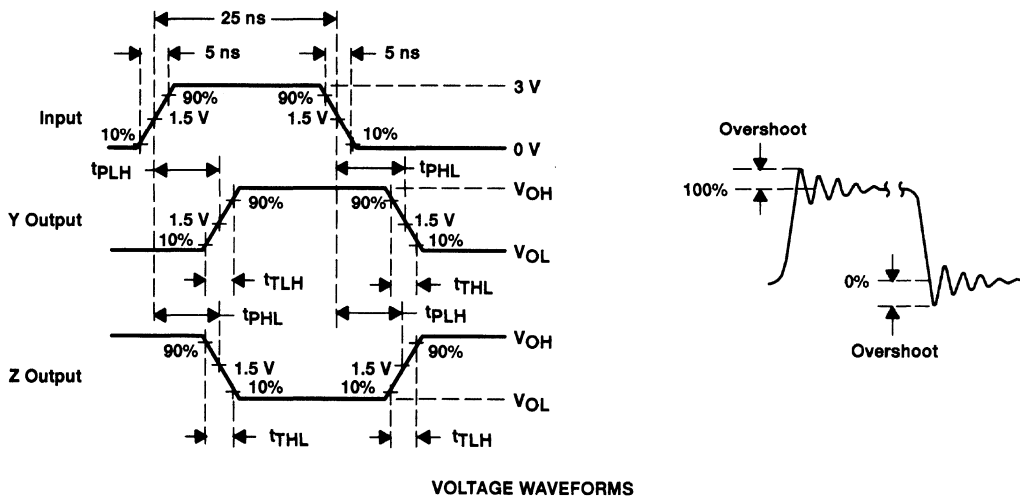 25 ns
5 ns
5 ns
3 V
90%
90%
Input
1.5 V
1.5 V
10%
10%
0 V
tPLH
tPHL
VOH
90%
90%
Y Output
1.5 V
1.5 V
10%
10%
VOL
tTLH
tTHL
tPHL
tPLH
VOH
90%
90%
Z Output
1.5 V
1.5 V
10%
10%
VOL
tTHL
tTLH
Overshoot
100%
0%
Overshoot
VOLTAGE WAVEFORMS